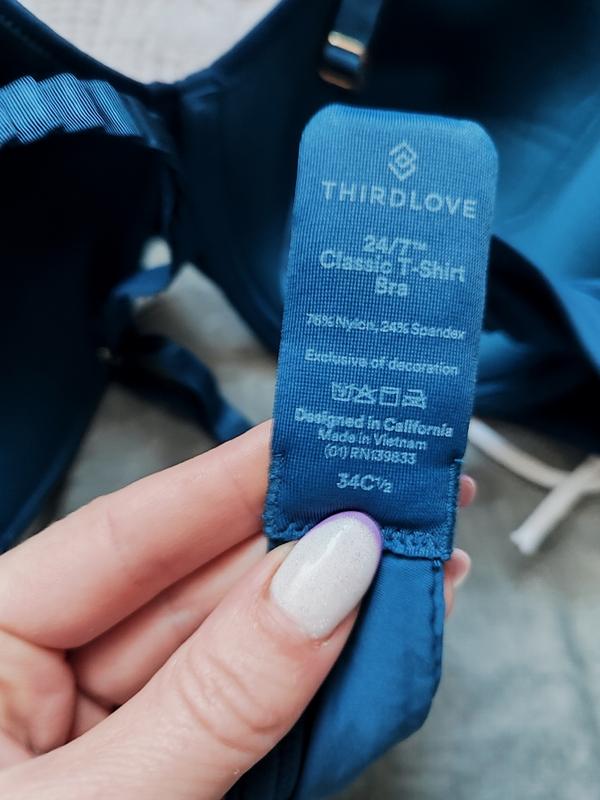 THIRDLOVE
24/7™
Classic T-Shirt
Bra
76% Nylon, 24% Spandex
Exclusive of decoration
Designed in California
Made in Vietnam
(01) RN139833
34C½